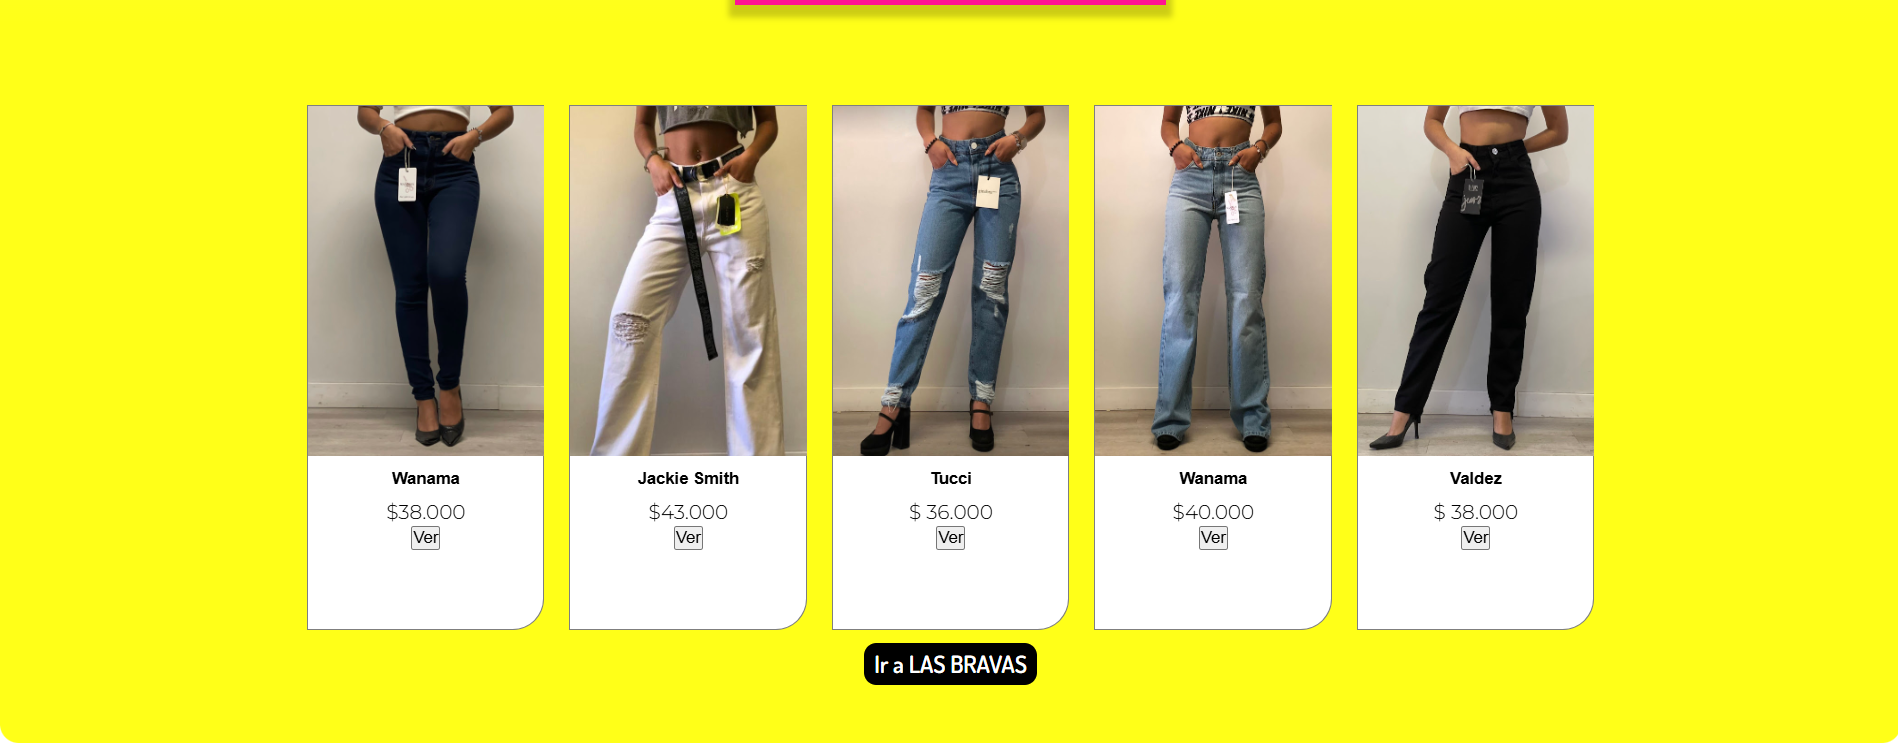 Wanama
$38.000
Ver
Jackie Smith
$43.000
Ver
Tucci
$ 36.000
Ver
Wanama
$40.000
Ver
Valdez
$ 38.000
Ver
Ir a LAS BRAVAS